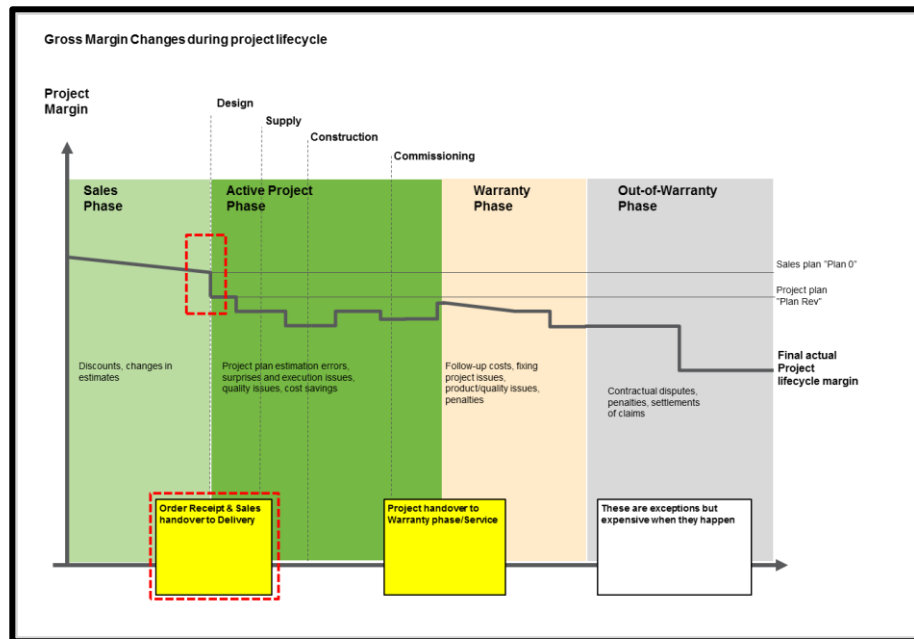 Gross Margin Changes during project lifecycle
Project
Margin
Design
Supply
Construction
Commissioning
Sales
Phase
Active Project
Phase
Warranty
Phase
Out-of-Warranty
Phase
Sales plan "Plan 0"
Project plan
"Plan Rev"
Final actual
Project
lifecycle margin
Discounts, changes in
estimates
Project plan estimation errors,
surprises and execution issues,
quality issues, cost savings
Follow-up costs, fixing
project issues,
product/quality issues,
penalties
Contractual disputes,
penalties, settlements
of claims
Order Receipt & Sales
handover to Delivery
Project handover to
Warranty phase/Service
These are exceptions but
expensive when they happen